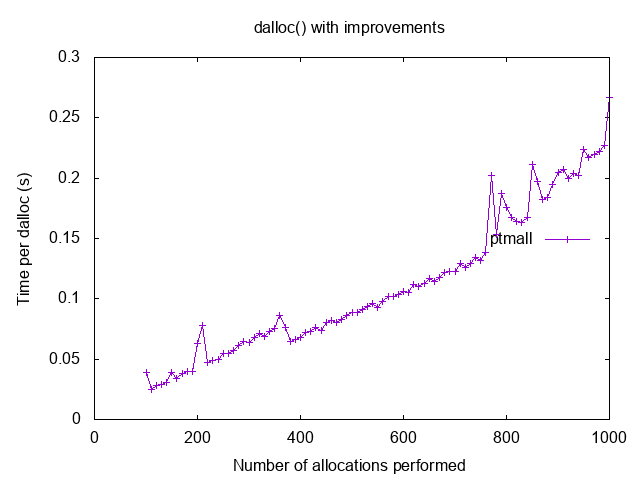 dalloc() with improvements
0.3
0.25
0.2
0.15
0.1
0.05
0
Time per dalloc (s)
ptmall
0 200 400 600 800 1000
Number of allocations performed